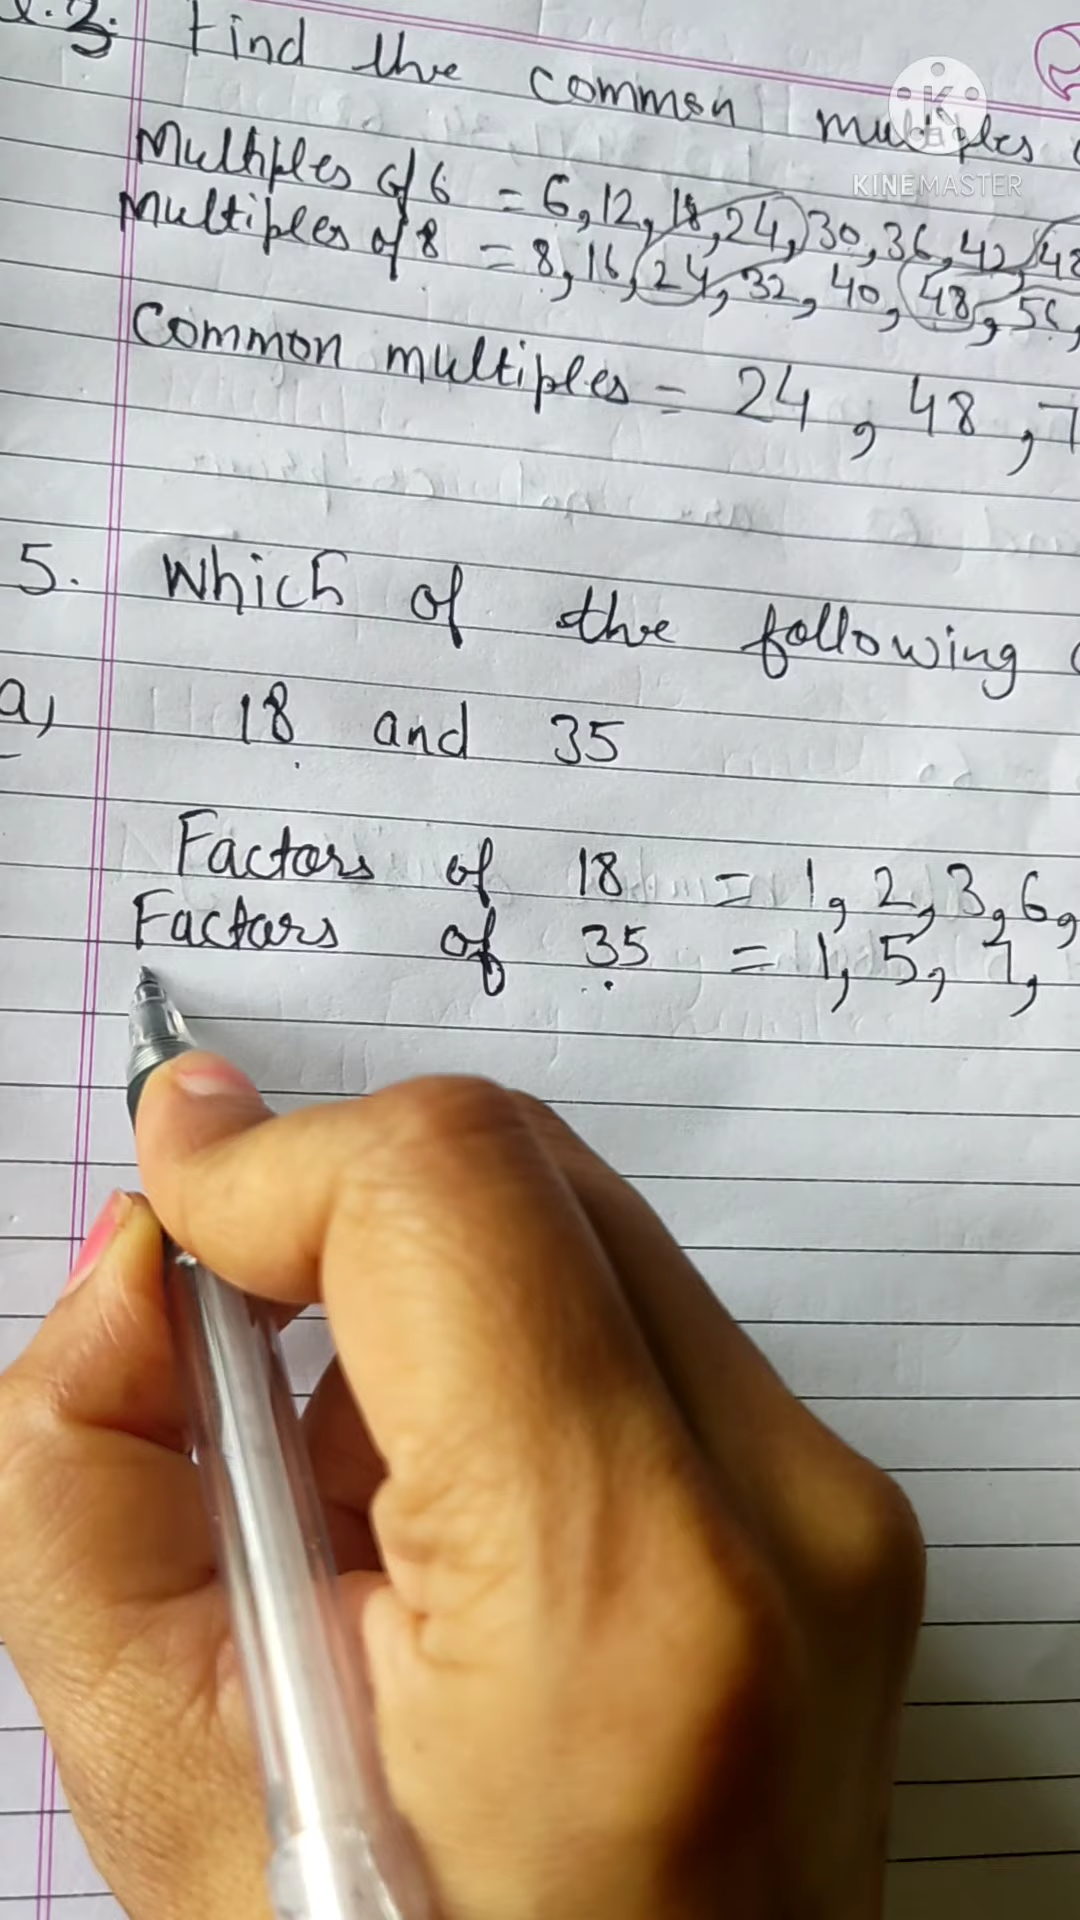 3. Find the common multiples
KINEMASTER
Multiples of 6 = 6, 12, 18, 24, 30, 36, 42, 48
Multiples of 8 = 8, 16, 24, 32, 40, 48, 56,
Common multiples = 24, 48, 7
5. Which of the following
a) 18 and 35
Factors of 18 = 1, 2, 3, 6,
Factors of 35 = 1, 5, 7,